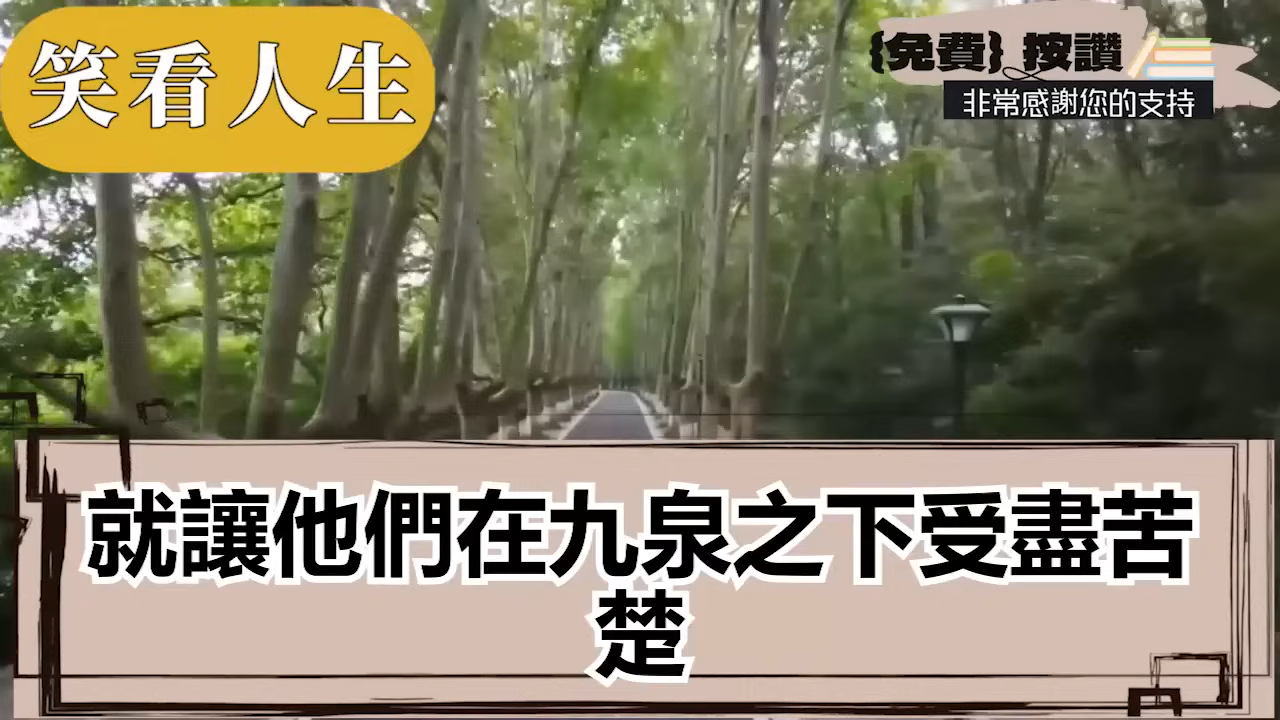 笑看人生
{免費} 按讚
非常感謝您的支持
就讓他們在九泉之下受盡苦
楚